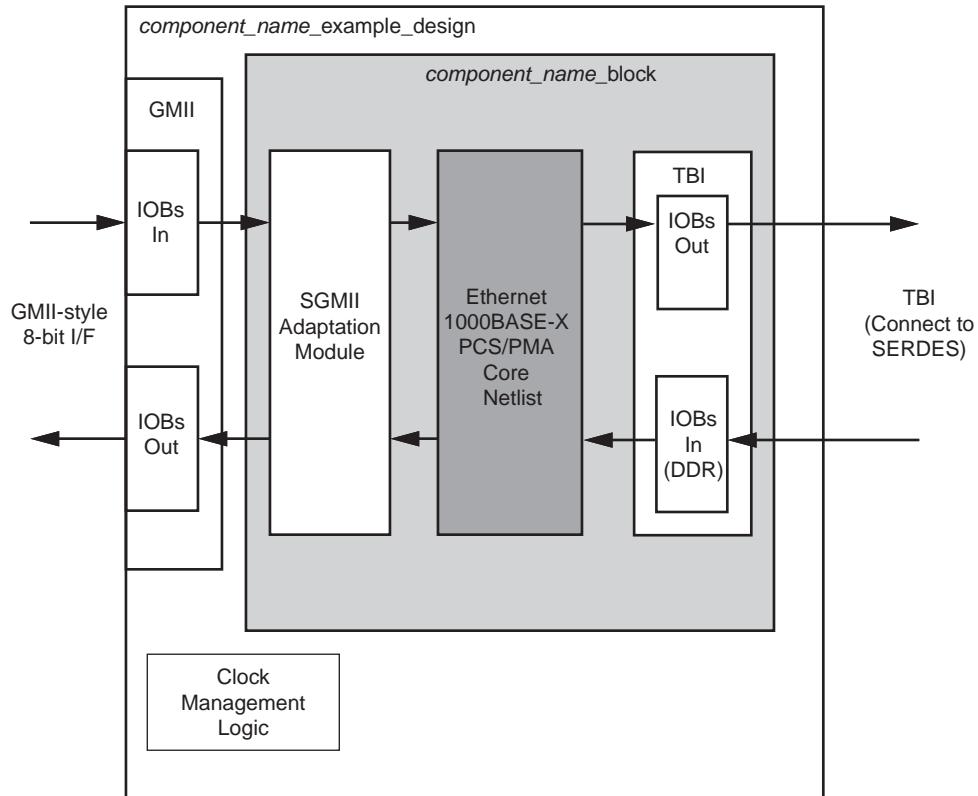 component_name_example_design
component_name_block
GMII
TBI
IOBs
In
IOBs
Out
GMII-style
8-bit I/F
SGMII
Adaptation
Module
Ethernet
1000BASE-X
PCS/PMA
Core
Netlist
TBI
(Connect to
SERDES)
IOBs
Out
IOBs
In
(DDR)
Clock
Management
Logic